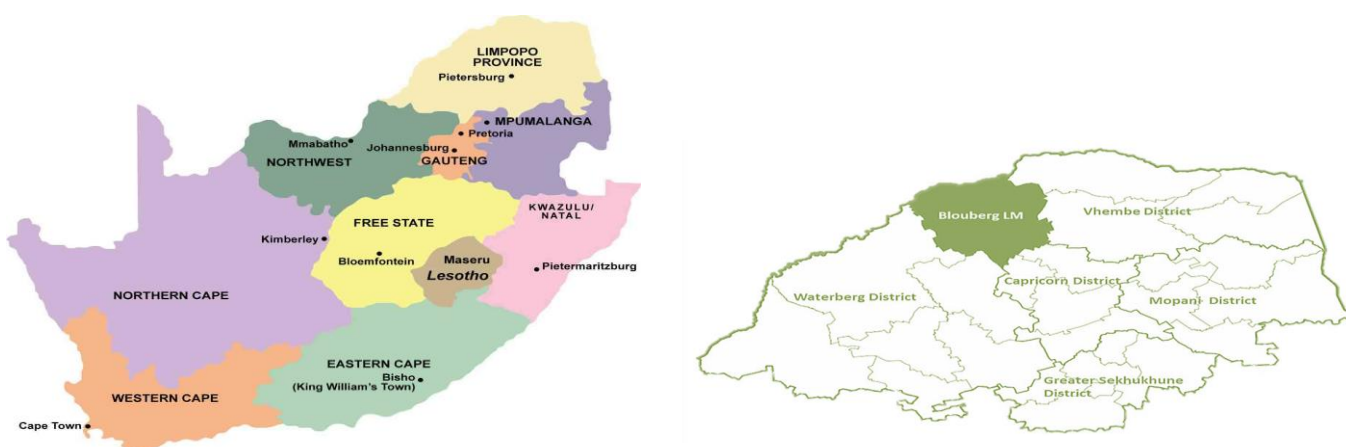 LIMPOPO
PROVINCE
Pietersburg
MPUMALANGA
Pretoria
Mmabatho
Johannesburg
NORTHWEST
GAUTENG
KWAZULU/
NATAL
FREE STATE
Kimberley
Bloemfontein
Maseru
Lesotho
Pietermaritzburg
NORTHERN CAPE
EASTERN CAPE
Bisho
(King William's Town)
WESTERN CAPE
Cape Town
Blouberg LM
Vhembe District
Capricorn District
Waterberg District
Mopani District
Greater Sekhukhune
District